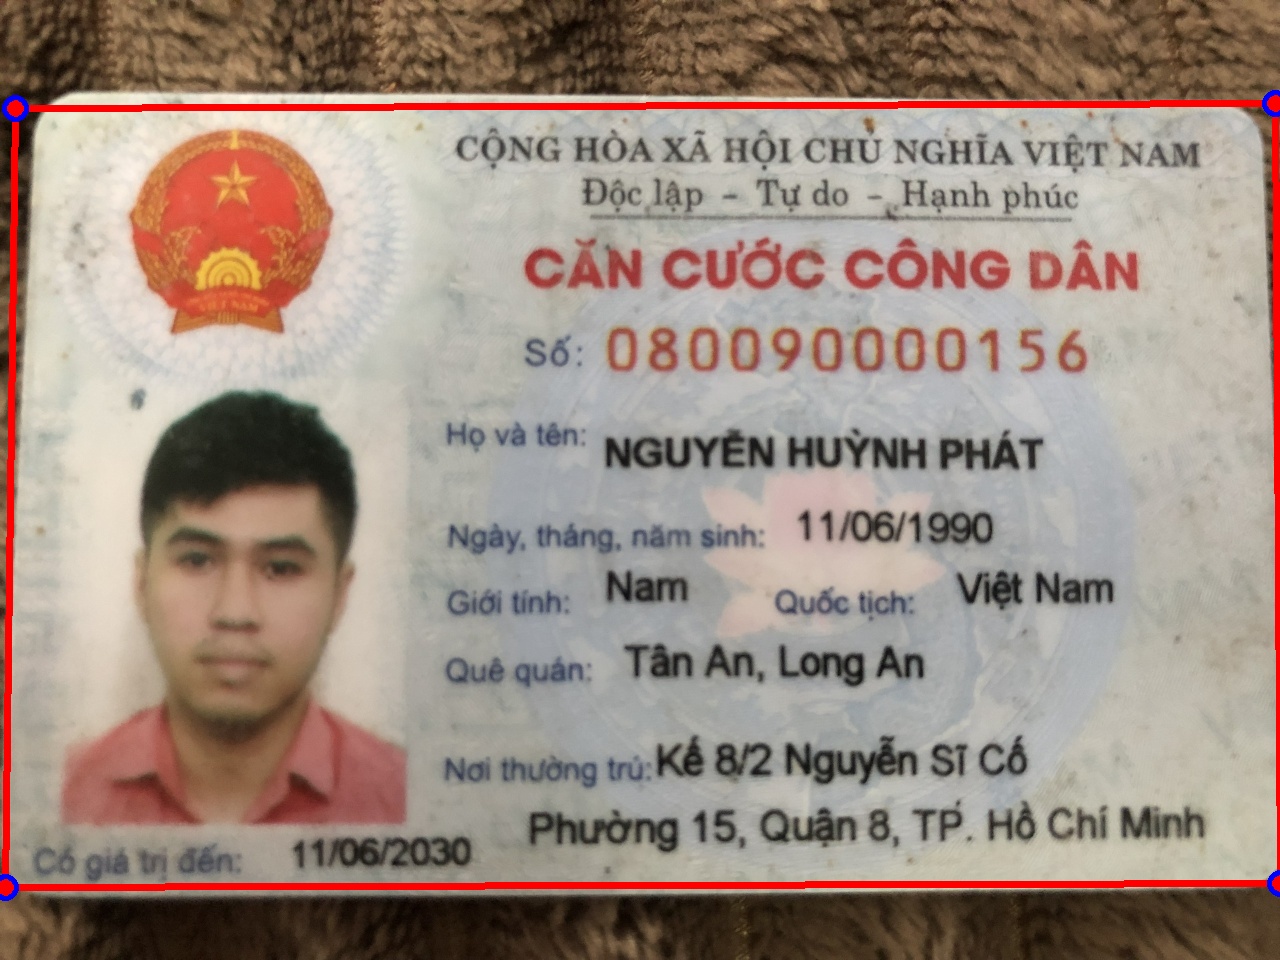 CỘNG HÒA XÃ HỘI CHỦ NGHĨA VIỆT NAM
Độc lập - Tự do - Hạnh phúc
CĂN CƯỚC CÔNG DÂN
Số: 080090000156
Họ và tên: NGUYỄN HUỲNH PHÁT
Ngày, tháng, năm sinh: 11/06/1990
Giới tính: Nam Quốc tịch: Việt Nam
Quê quán: Tân An, Long An
Nơi thường trú: Kế 8/2 Nguyễn Sĩ Cố
Phường 15, Quận 8, TP. Hồ Chí Minh
Có giá trị đến: 11/06/2030
VIỆT NAM